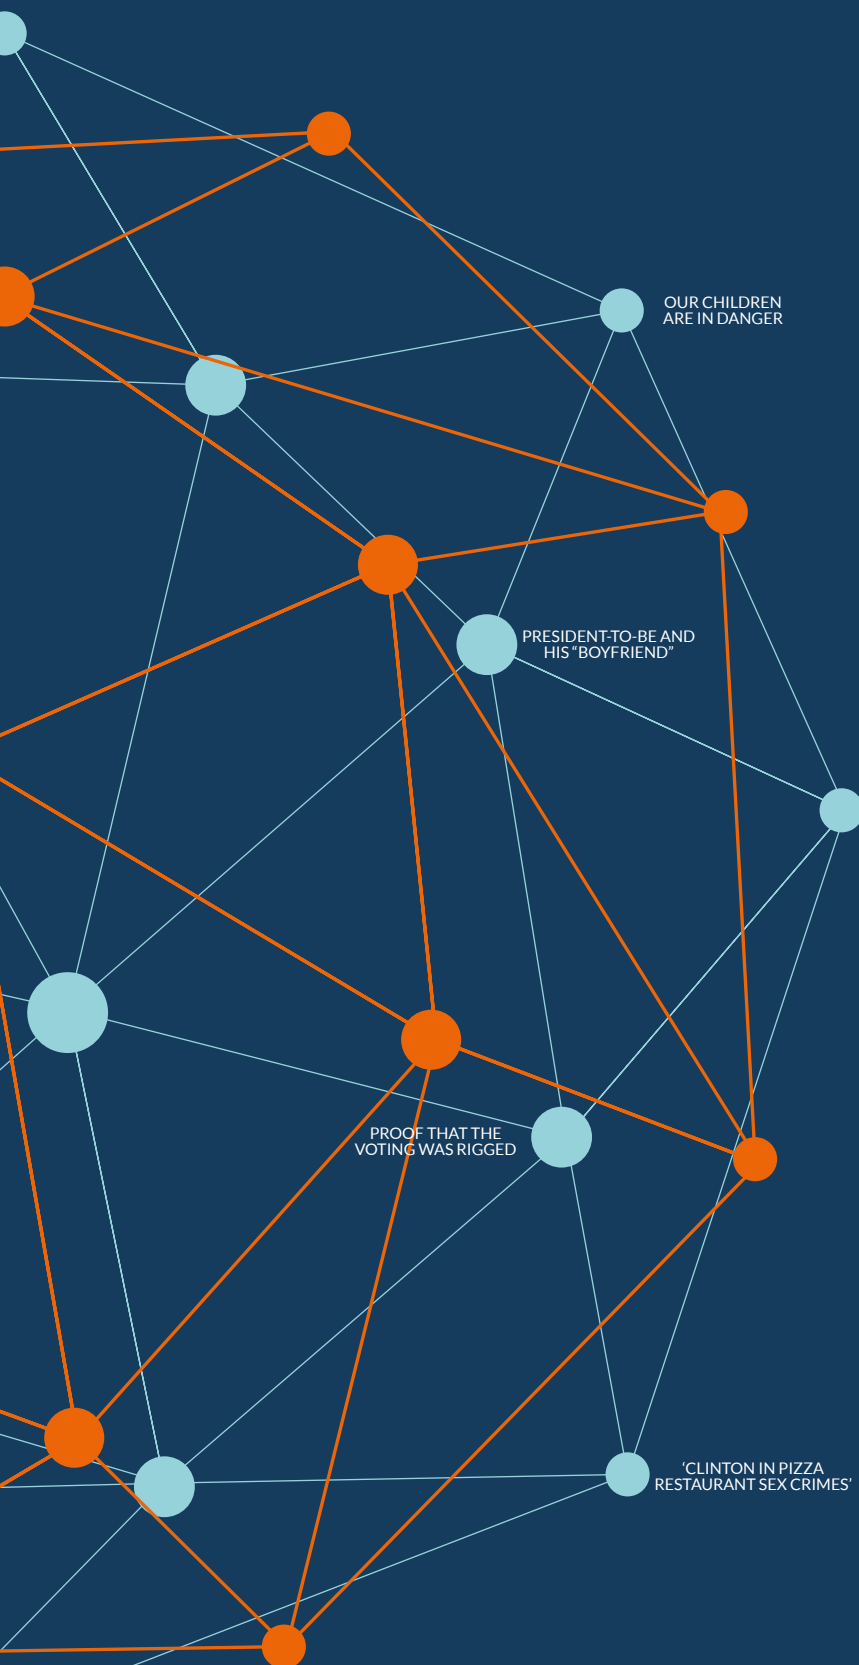 OUR CHILDREN
ARE IN DANGER
PRESIDENT-TO-BE AND
HIS “BOYFRIEND”
PROOF THAT THE
VOTING WAS RIGGED
‘CLINTON IN PIZZA
RESTAURANT SEX CRIMES’